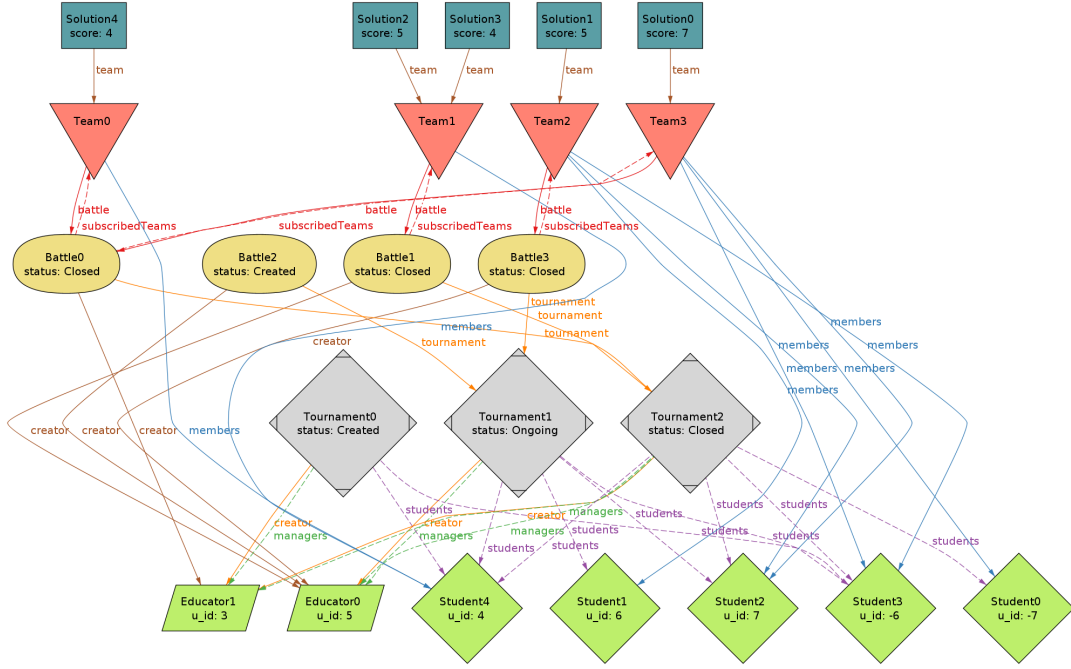 Solution4
score: 4
Solution2
score: 5
Solution3
score: 4
Solution1
score: 5
Solution0
score: 7
team
team
team
team
team
Team0
Team1
Team2
Team3
battle
subscribedTeams
battle
subscribedTeams
battle
subscribedTeams
battle
subscribedTeams
Battle0
status: Closed
Battle2
status: Created
Battle1
status: Closed
Battle3
status: Closed
tournament
tournament
tournament
tournament
creator
members
members
members
members
members
members
members
Tournament0
status: Created
Tournament1
status: Ongoing
Tournament2
status: Closed
creator
creator
creator
members
students
students
students
students
students
students
students
students
students
students
creator
managers
creator
managers
creator
managers
managers
Educator1
u_id: 3
Educator0
u_id: 5
Student4
u_id: 4
Student1
u_id: 6
Student2
u_id: 7
Student3
u_id: -6
Student0
u_id: -7